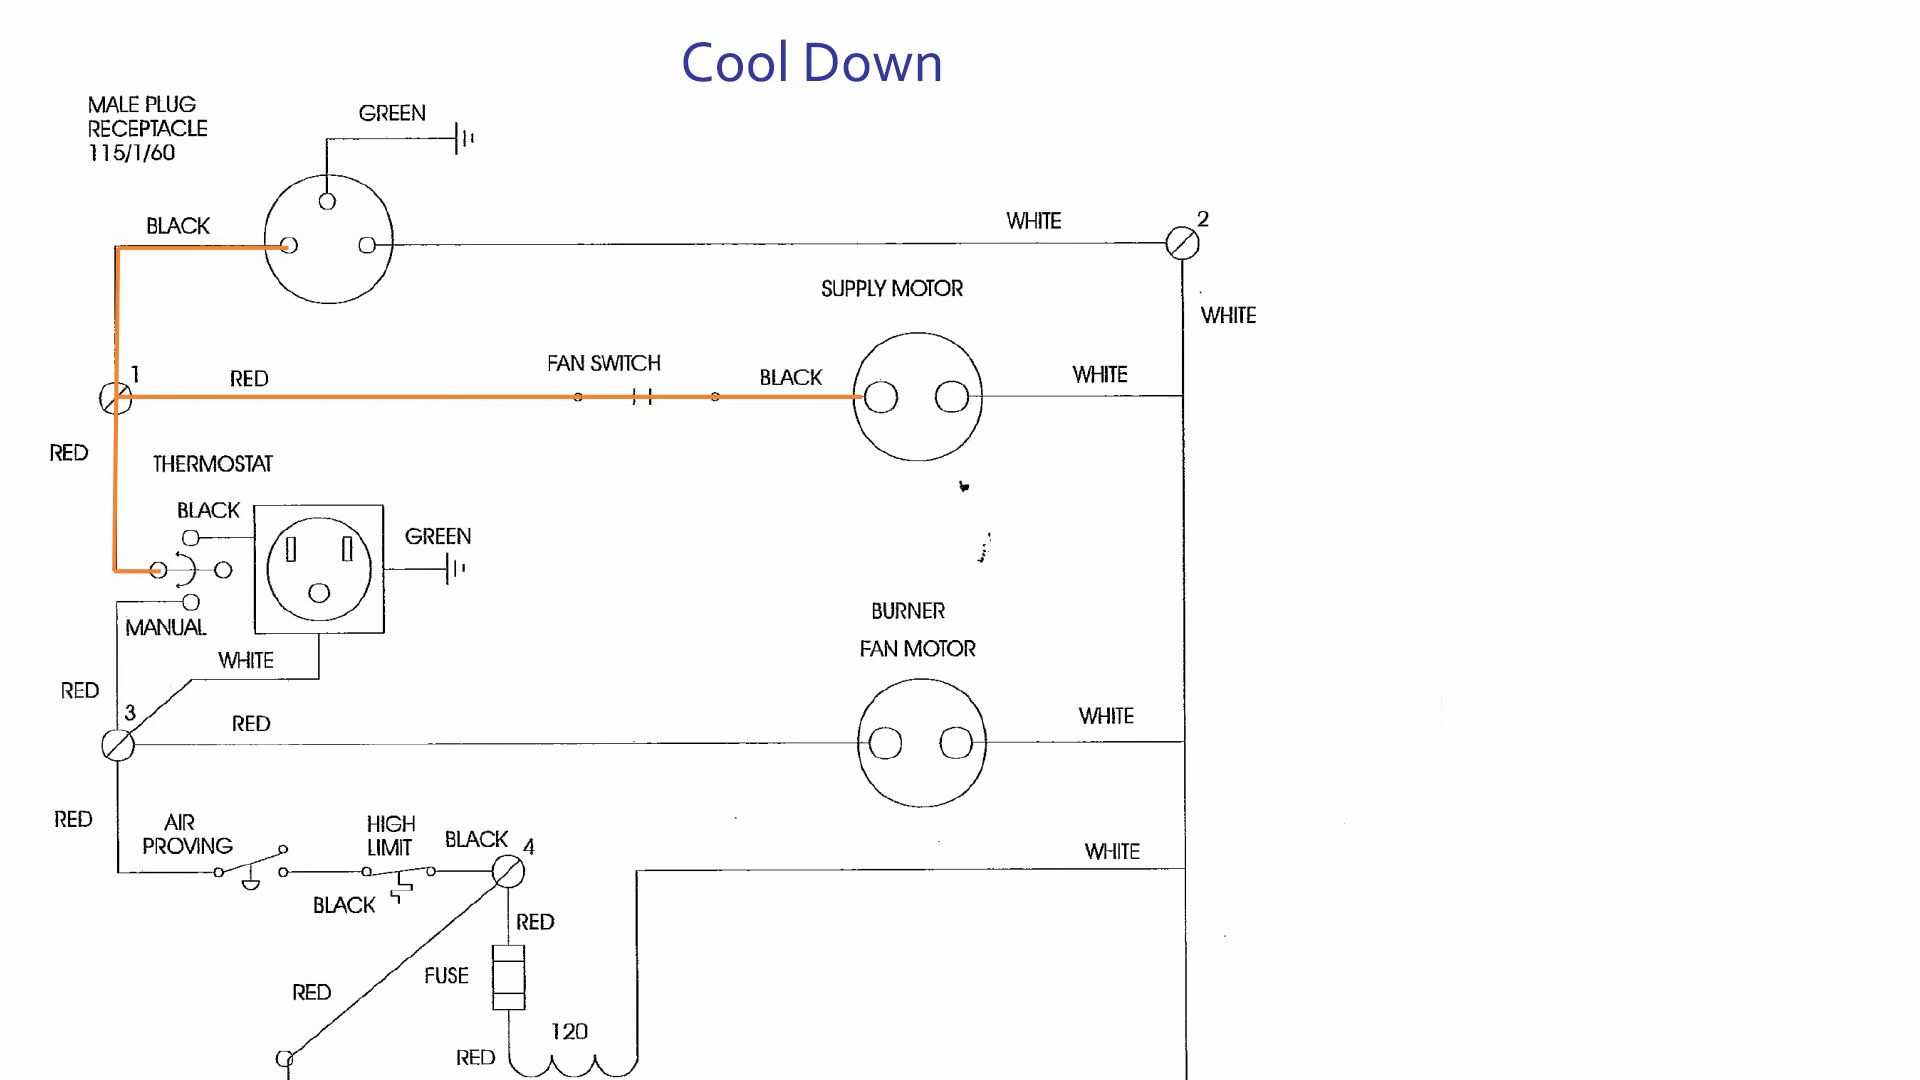 Cool Down
MALE PLUG
RECEPTACLE
115/1/60
GREEN
BLACK
WHITE
2
SUPPLY MOTOR
WHITE
1
RED
FAN SWITCH
BLACK
WHITE
RED
THERMOSTAT
BLACK
GREEN
MANUAL
BURNER
FAN MOTOR
WHITE
RED
3
RED
WHITE
RED
AIR
PROVING
HIGH
LIMIT
BLACK
4
WHITE
BLACK
RED
FUSE
RED
120
RED